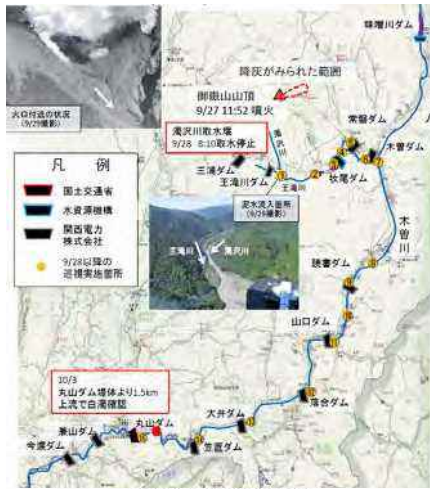 味噌川ダム
降灰がみられた範囲
御嶽山山頂
9/27 11:52 噴火
火口付近の状況
(9/29撮影)
濁沢川取水堰
9/28 8:10取水停止
濁沢川
常盤ダム
木曽ダム
三浦ダム
王滝川ダム
王滝川
牧尾ダム
凡 例
国土交通省
水資源機構
関西電力
株式会社
9/28以降の
巡視実施箇所
泥水流入箇所
(9/29撮影)
王滝川
濁沢川
木曽川
読書ダム
山口ダム
10/3
丸山ダム堤体より1.5km
上流で白濁確認
落合ダム
大井ダム
丸山ダム
兼山ダム
笠置ダム
今渡ダム